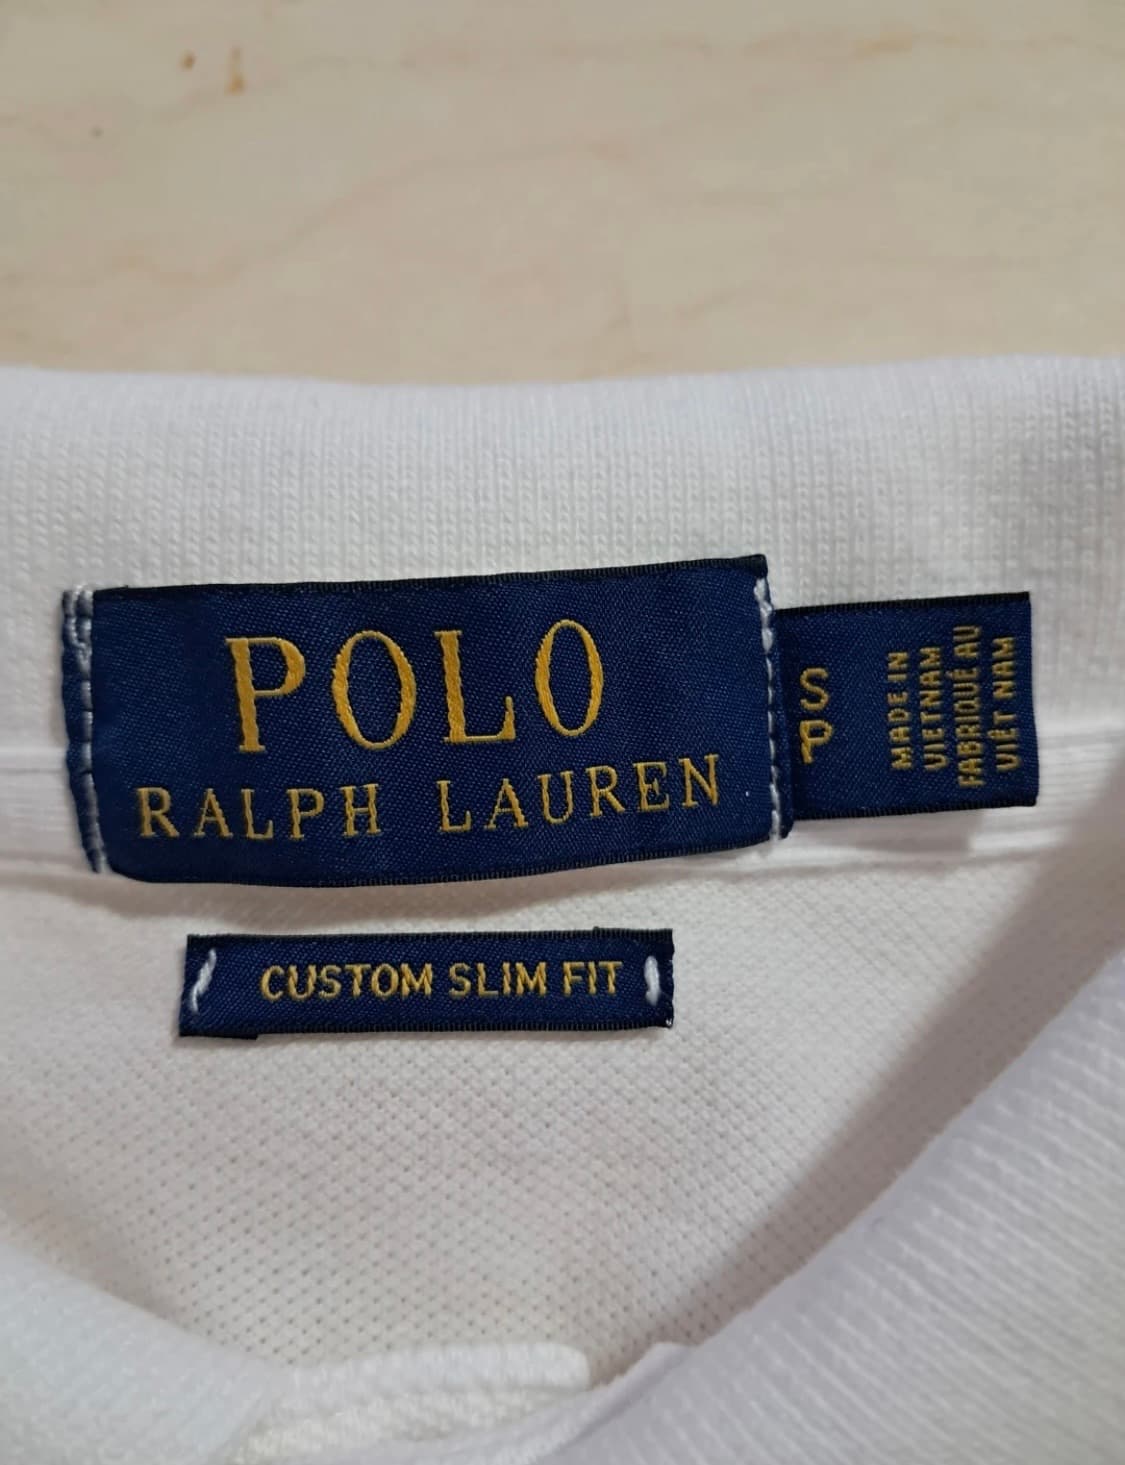 POLO
RALPH LAUREN
S
P
MADE IN
VIETNAM
FABRIQUÉ AU
VIÊT NAM
CUSTOM SLIM FIT